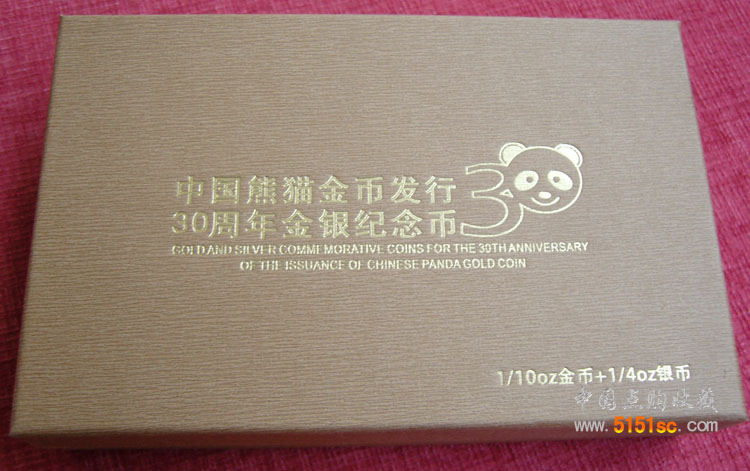 中国熊猫金币发行
30周年金银纪念币
30
GOLD AND SILVER COMMEMORATIVE COINS FOR THE 30TH ANNIVERSARY
OF THE ISSUANCE OF CHINESE PANDA GOLD COIN
1/10oz金币+1/4oz银币
中国点购收藏
www.5151sc.com